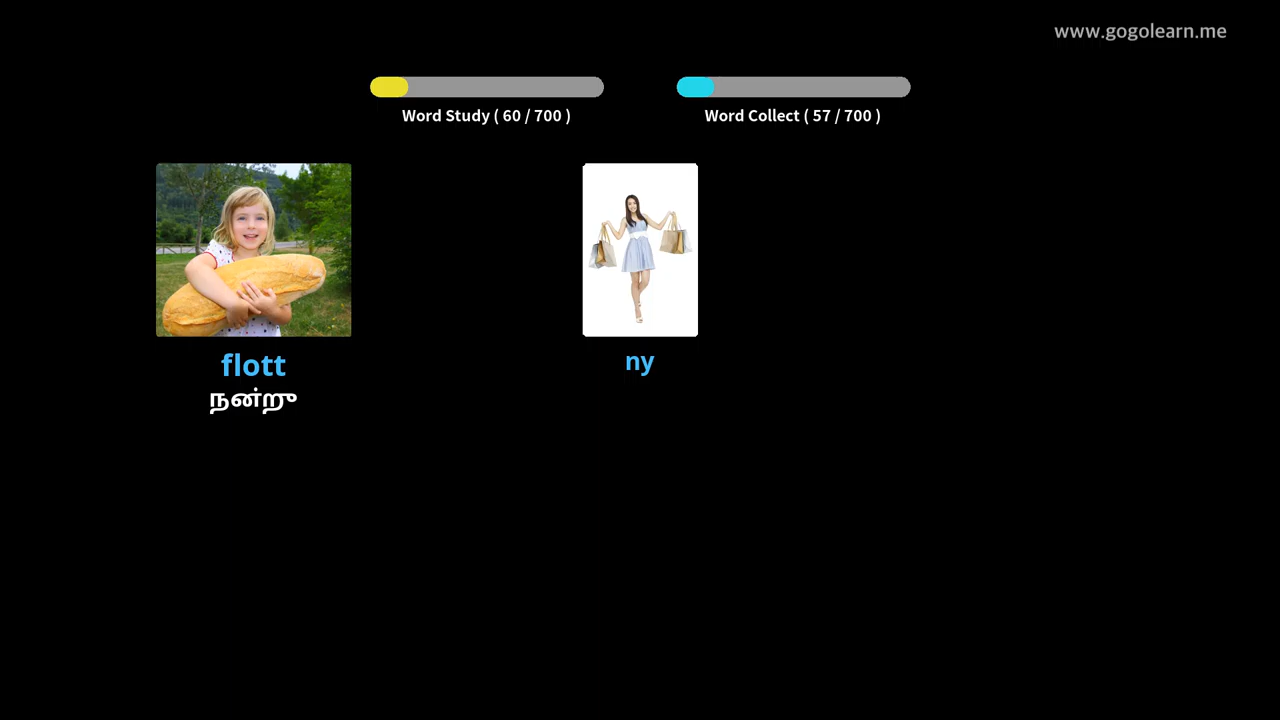 www.gogolearn.me
Word Study ( 60 / 700 )
Word Collect ( 57 / 700 )
flott
நன்று
ny